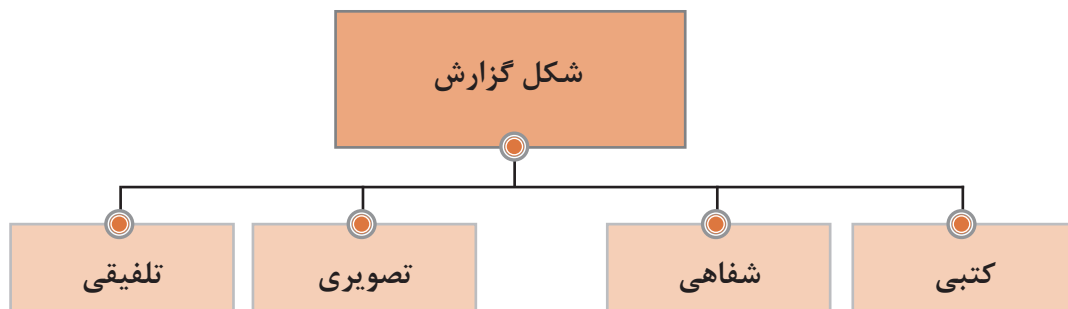 شکل گزارش
کتبی
شفاهی
تصویری
تلفیقی